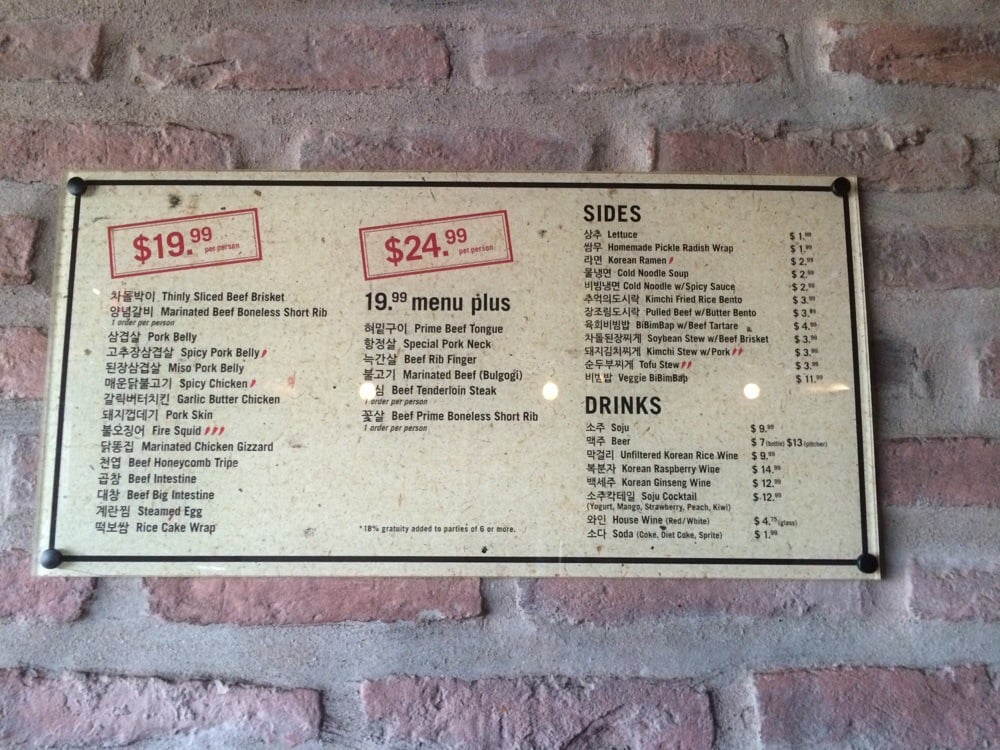 $19.99 per person
차돌박이 Thinly Sliced Beef Brisket
양념갈비 Marinated Beef Boneless Short Rib
1 order per person
삼겹살 Pork Belly
고추장삼겹살 Spicy Pork Belly
된장삼겹살 Miso Pork Belly
매운닭불고기 Spicy Chicken
갈릭버터치킨 Garlic Butter Chicken
돼지껍데기 Pork Skin
불오징어 Fire Squid
닭똥집 Marinated Chicken Gizzard
천엽 Beef Honeycomb Tripe
곱창 Beef Intestine
대창 Beef Big Intestine
계란찜 Steamed Egg
떡보쌈 Rice Cake Wrap
$24.99 per person
19.99 menu plus
혀밑구이 Prime Beef Tongue
항정살 Special Pork Neck
늑간살 Beef Rib Finger
불고기 Marinated Beef (Bulgogi)
심 Beef Tenderloin Steak
1 order per person
꽃살 Beef Prime Boneless Short Rib
1 order per person
*18% gratuity added to parties of 6 or more.
SIDES
상추 Lettuce $ 1.99
쌈무 Homemade Pickle Radish Wrap $ 1.99
라면 Korean Ramen $ 2.99
물냉면 Cold Noodle Soup $ 2.99
비빔냉면 Cold Noodle w/Spicy Sauce $ 2.99
추억의도시락 Kimchi Fried Rice Bento $ 3.99
장조림도시락 Pulled Beef w/Butter Bento $ 3.99
육회비빔밥 BiBimBap w/Beef Tartare $ 4.99
차돌된장찌게 Soybean Stew w/Beef Brisket $ 3.99
돼지김치찌게 Kimchi Stew w/Pork $ 3.99
순두부찌게 Tofu Stew $ 3.99
비빔밥 Veggie BiBimBap $ 11.99
DRINKS
소주 Soju $ 9.99
맥주 Beer $ 7 (bottle) $13 (pitcher)
막걸리 Unfiltered Korean Rice Wine $ 9.99
복분자 Korean Raspberry Wine $ 14.99
백세주 Korean Ginseng Wine $ 12.99
소주칵테일 Soju Cocktail $ 12.99
(Yogurt, Mango, Strawberry, Peach, Kiwi)
와인 House Wine (Red/White) $ 4.75 (glass)
소다 Soda (Coke, Diet Coke, Sprite) $ 1.99